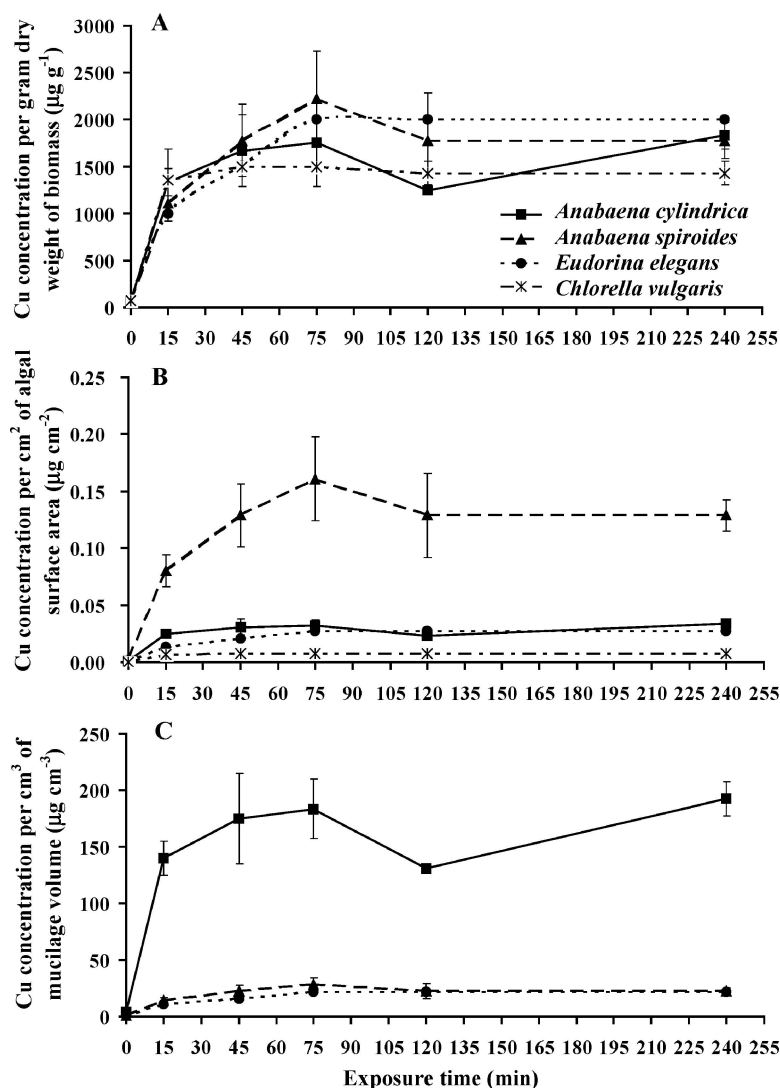 A
Cu concentration per gram dry
weight of biomass (µg g⁻¹)
3000
2500
2000
1500
1000
500
0
Anabaena cylindrica
Anabaena spiroides
Eudorina elegans
Chlorella vulgaris
0 15 30 45 75 90 105 120 135 150 165 180 195 210 225 240 255
B
Cu concentration per cm² of algal
surface area (µg cm⁻²)
0.25
0.20
0.15
0.10
0.05
0.00
0 15 30 45 75 90 105 120 135 150 165 180 195 210 225 240 255
C
Cu concentration per cm³ of
mucilage volume (µg cm⁻³)
250
200
150
100
50
0
0 15 30 45 75 90 105 120 135 150 165 180 195 210 225 240 255
Exposure time (min)